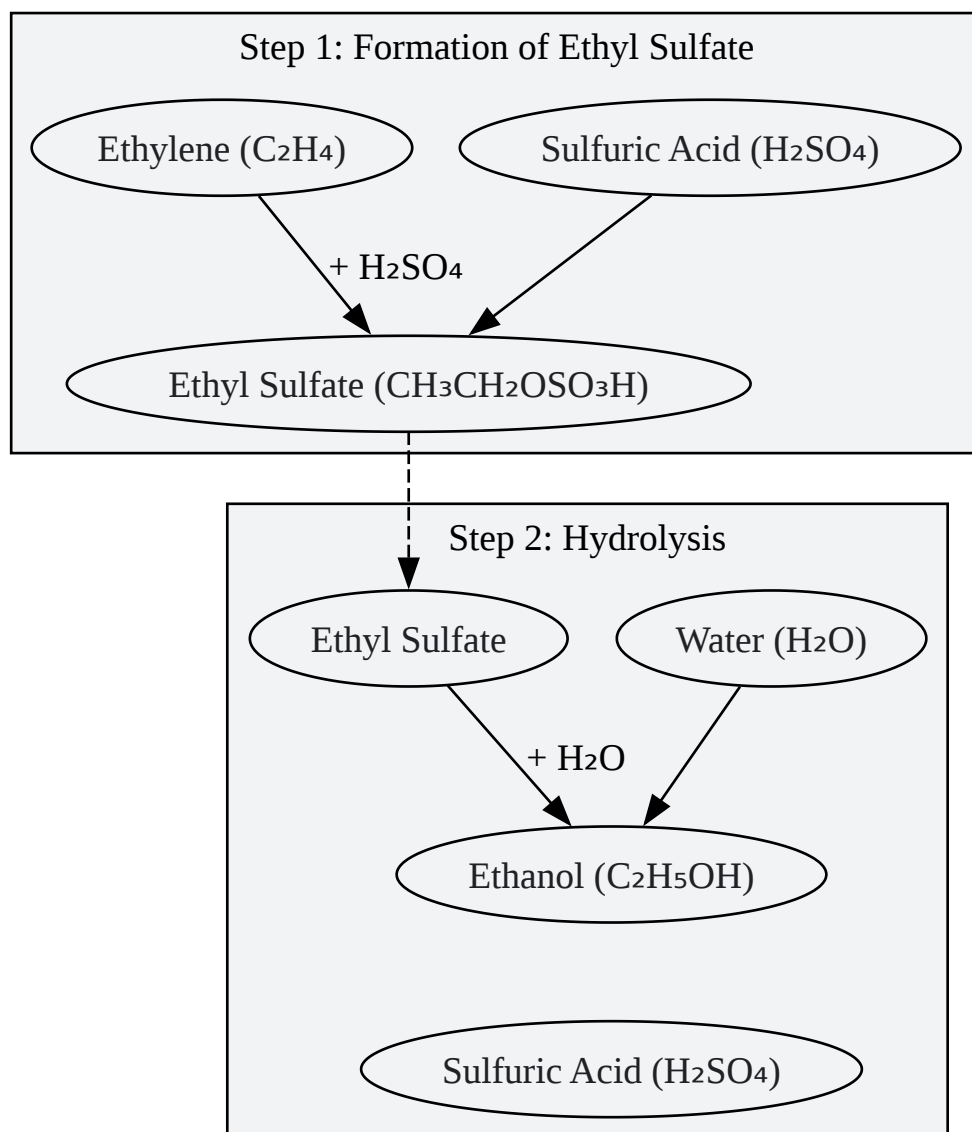 Step 1: Formation of Ethyl Sulfate
Ethylene (C₂H₄)
Sulfuric Acid (H₂SO₄)
+ H₂SO₄
Ethyl Sulfate (CH₃CH₂OSO₃H)
Step 2: Hydrolysis
Ethyl Sulfate
Water (H₂O)
+ H₂O
Ethanol (C₂H₅OH)
Sulfuric Acid (H₂SO₄)